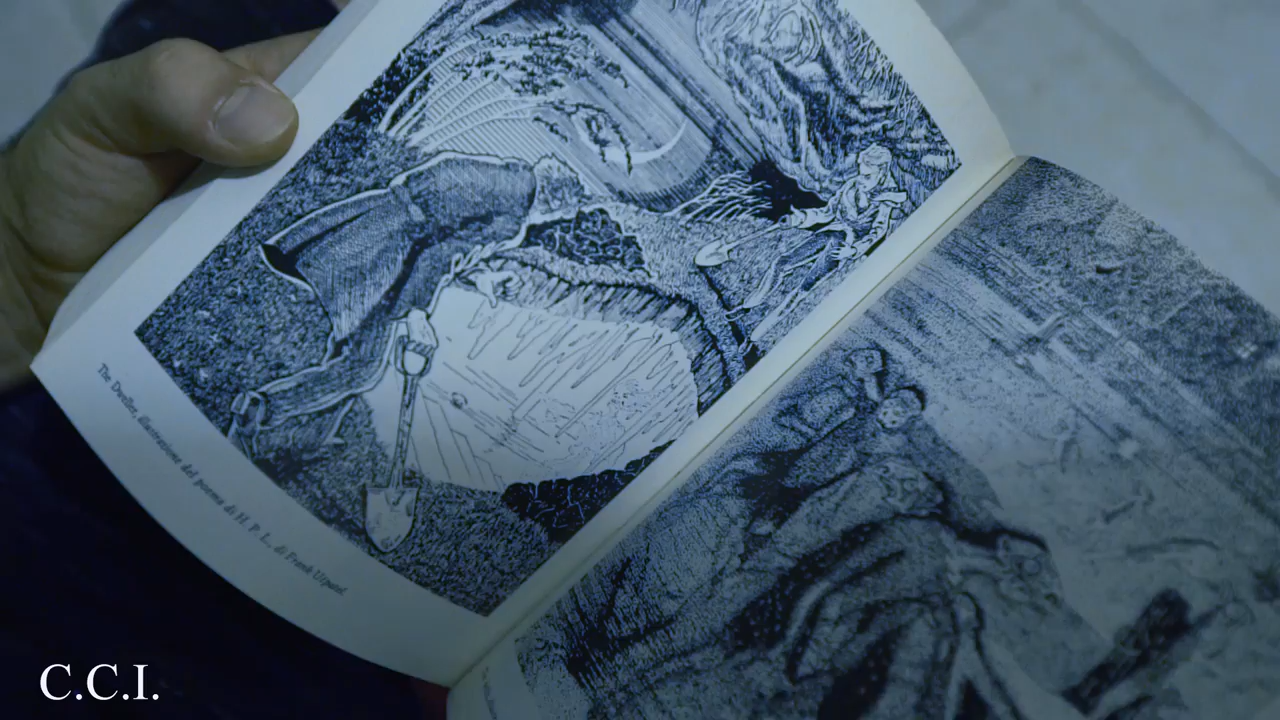 The Dweller, illustrazione del poema di H. P. L., di Frank Utpatel
C.C.I.